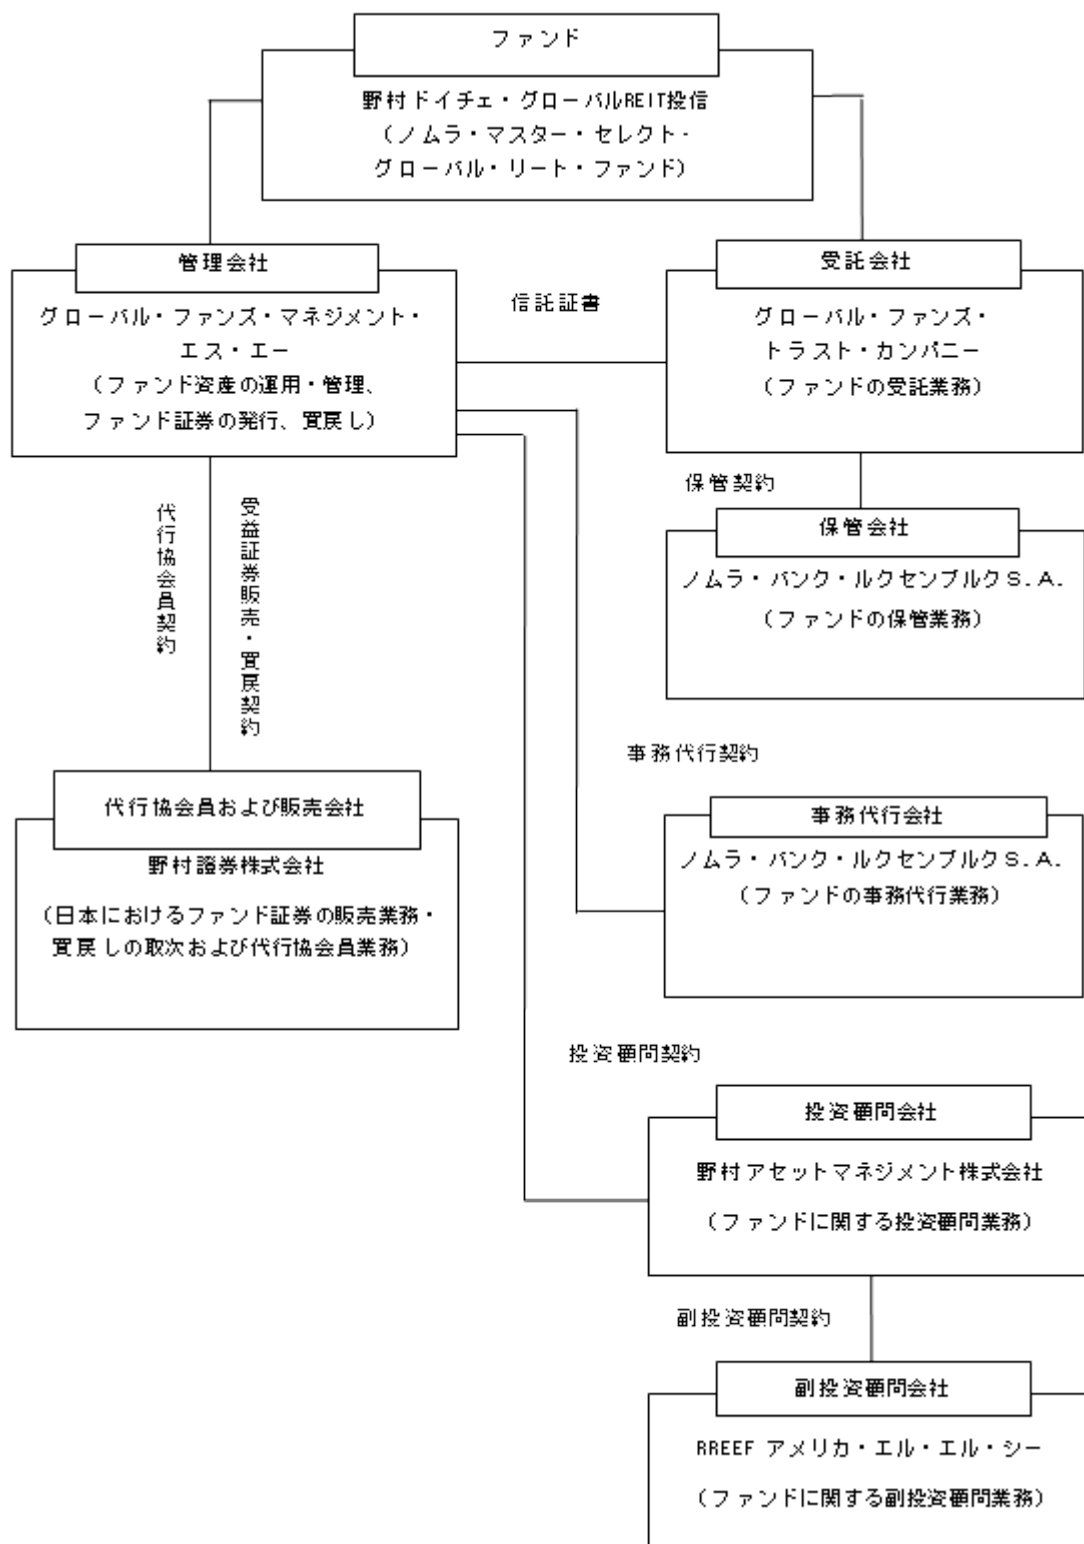 ファンド
野村ドイチェ・グローバルREIT投信
（ノムラ・マスター・セレクト・
グローバル・リート・ファンド）
管理会社
グローバル・ファンズ・マネジメント・
エス・エー
（ファンド資産の運用・管理、
ファンド証券の発行、買戻し）
信託証書
受託会社
グローバル・ファンズ・
トラスト・カンパニー
（ファンドの受託業務）
保管契約
保管会社
ノムラ・バンク・ルクセンブルクS.A.
（ファンドの保管業務）
代行協会員契約
受益証券販売・買戻契約
事務代行契約
代行協会員および販売会社
野村證券株式会社
（日本におけるファンド証券の販売業務・
買戻しの取次および代行協会員業務）
事務代行会社
ノムラ・バンク・ルクセンブルクS.A.
（ファンドの事務代行業務）
投資顧問契約
投資顧問会社
野村アセットマネジメント株式会社
（ファンドに関する投資顧問業務）
副投資顧問契約
副投資顧問会社
RREEF アメリカ・エル・エル・シー
（ファンドに関する副投資顧問業務）